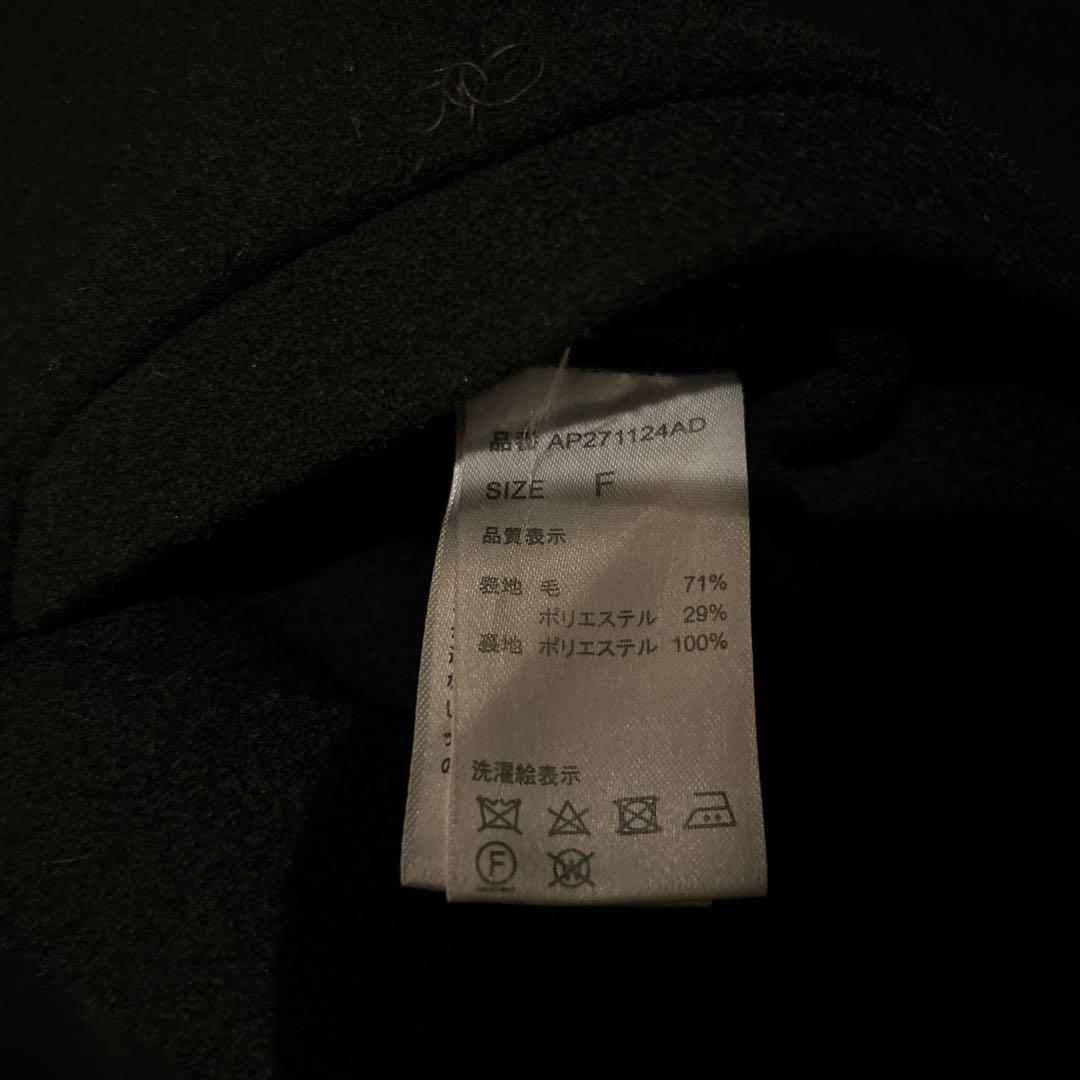 品番 AP271124AD
SIZE F
品質表示
表地 毛 71%
ポリエステル 29%
裏地 ポリエステル 100%
洗濯絵表示
F
W